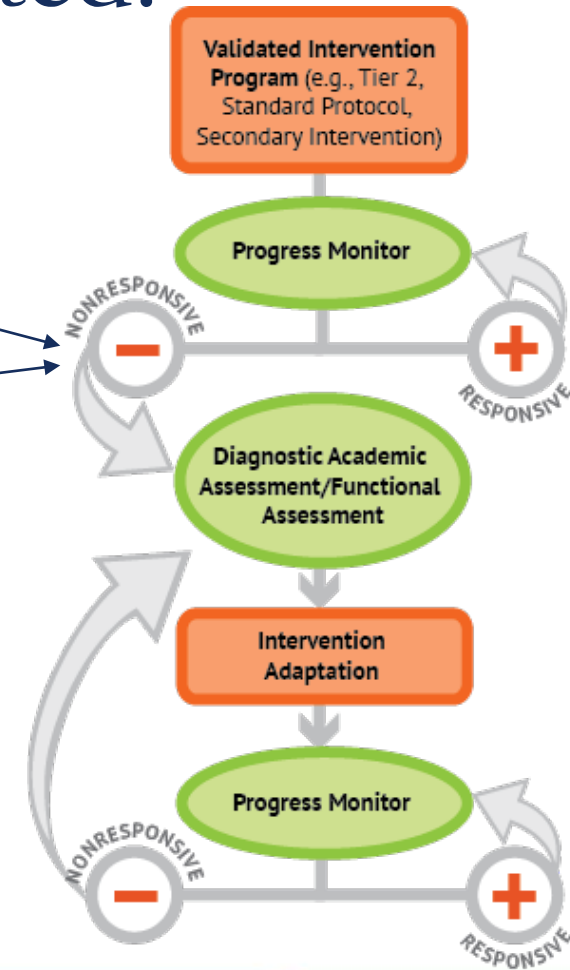 Validated Intervention
Program (e.g., Tier 2,
Standard Protocol,
Secondary Intervention)
Progress Monitor
NONRESPONSIVE
RESPONSIVE
Diagnostic Academic
Assessment/Functional
Assessment
Intervention
Adaptation
Progress Monitor
NONRESPONSIVE
RESPONSIVE